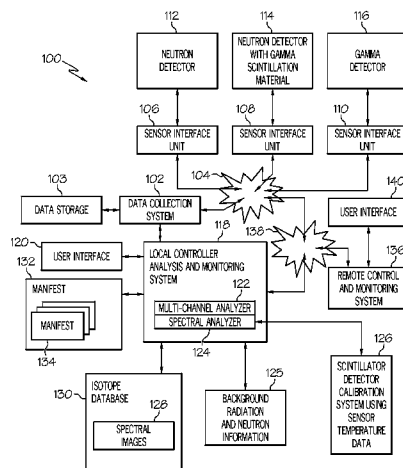 112
114
116
100
NEUTRON
DETECTOR
NEUTRON DETECTOR
WITH GAMMA
SCINTILLATION
MATERIAL
GAMMA
DETECTOR
106
108
110
SENSOR INTERFACE
UNIT
SENSOR INTERFACE
UNIT
SENSOR INTERFACE
UNIT
103
102
104
140
DATA STORAGE
DATA COLLECTION
SYSTEM
118
138
USER INTERFACE
120
USER INTERFACE
132
LOCAL CONTROLLER
ANALYSIS AND MONITORING
SYSTEM
136
REMOTE CONTROL
AND MONITORING
SYSTEM
MANIFEST
122
MULTI-CHANNEL ANALYZER
SPECTRAL ANALYZER
MANIFEST
134
124
126
125
SCINTILLATOR
DETECTOR
CALIBRATION
SYSTEM USING
SENSOR
TEMPERATURE
DATA
130
ISOTOPE
DATABASE
128
SPECTRAL
IMAGES
BACKGROUND
RADIATION
AND NEUTRON
INFORMATION